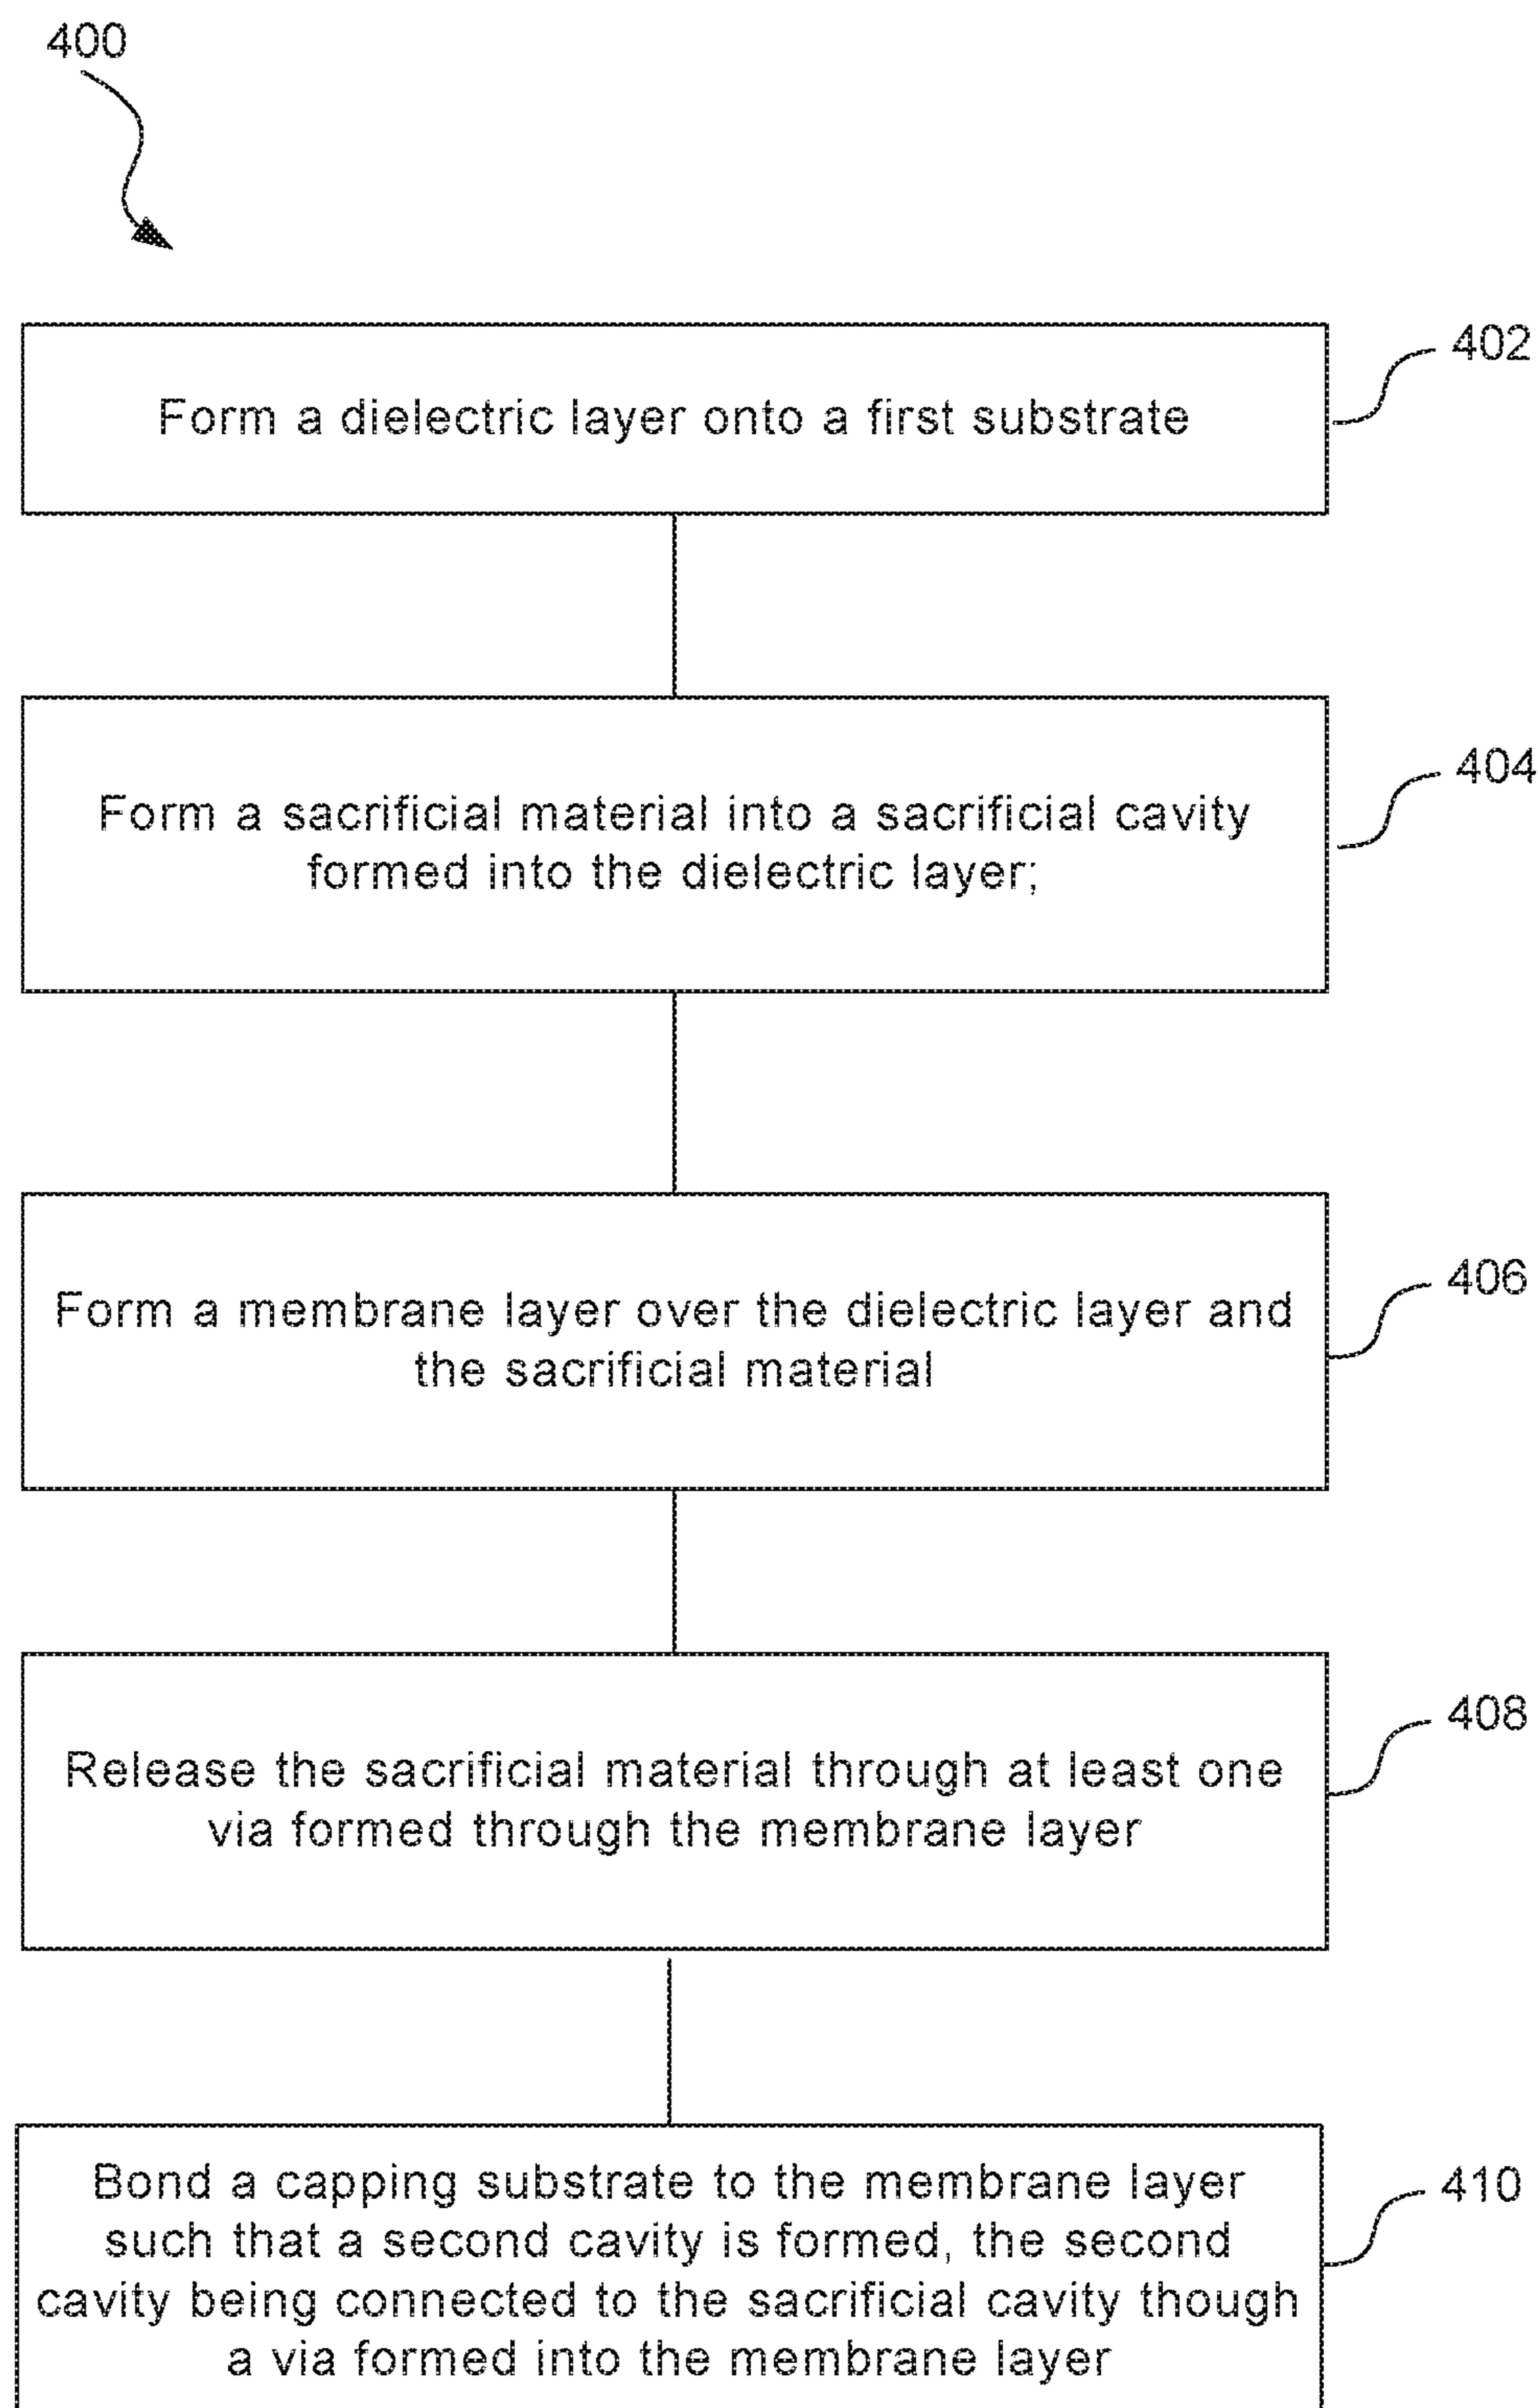 400
402
Form a dielectric layer onto a first substrate
404
Form a sacrificial material into a sacrificial cavity
formed into the dielectric layer;
406
Form a membrane layer over the dielectric layer and
the sacrificial material
408
Release the sacrificial material through at least one
via formed through the membrane layer
410
Bond a capping substrate to the membrane layer
such that a second cavity is formed, the second
cavity being connected to the sacrificial cavity though
a via formed into the membrane layer